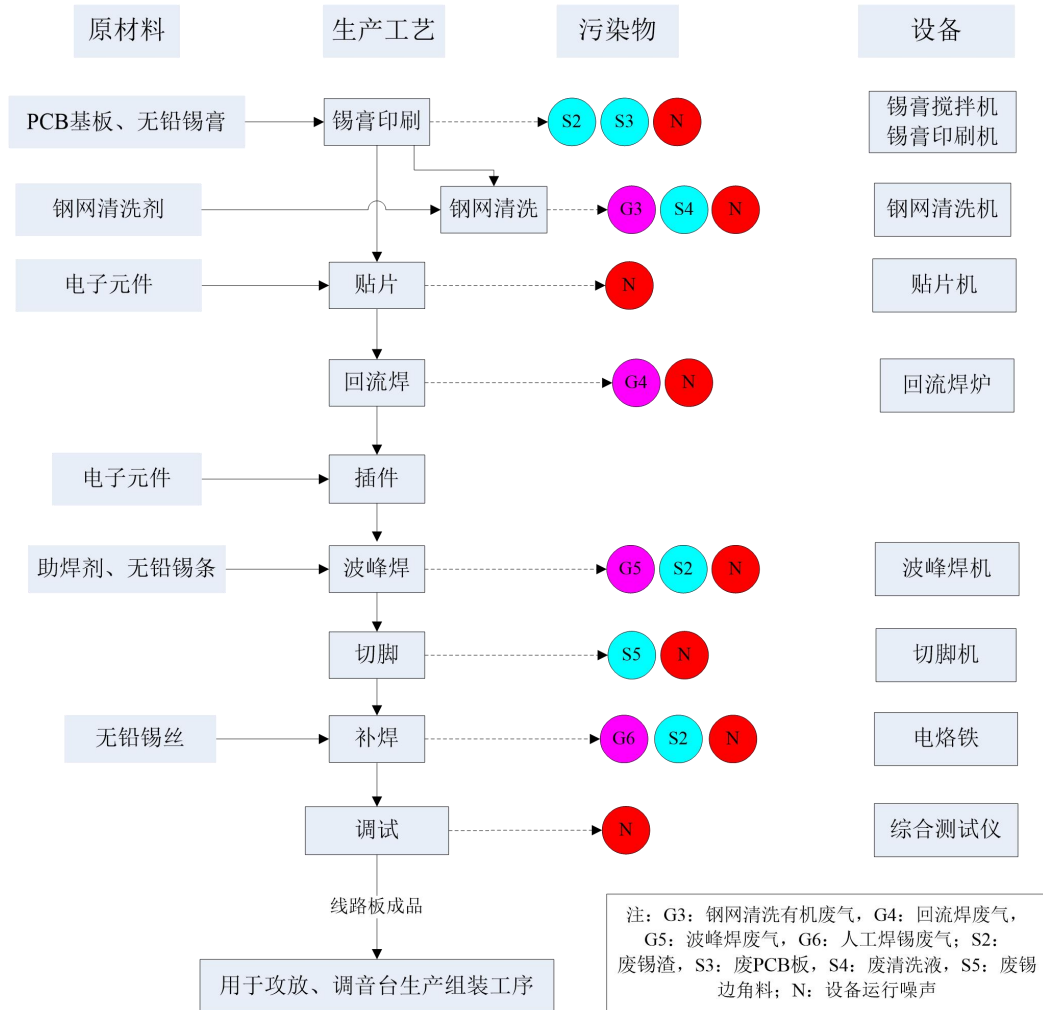 原材料
生产工艺
污染物
设备
PCB基板、无铅锡膏
锡膏印刷
S2
S3
N
锡膏搅拌机
锡膏印刷机
钢网清洗剂
钢网清洗
G3
S4
N
钢网清洗机
电子元件
贴片
N
贴片机
回流焊
G4
N
回流焊炉
电子元件
插件
助焊剂、无铅锡条
波峰焊
G5
S2
N
波峰焊机
切脚
S5
N
切脚机
无铅锡丝
补焊
G6
S2
N
电烙铁
调试
N
综合测试仪
线路板成品
用于攻放、调音台生产组装工序
注：G3：钢网清洗有机废气，G4：回流焊废气，
G5：波峰焊废气，G6：人工焊锡废气；S2：
废锡渣，S3：废PCB板，S4：废清洗液，S5：废锡
边角料；N：设备运行噪声